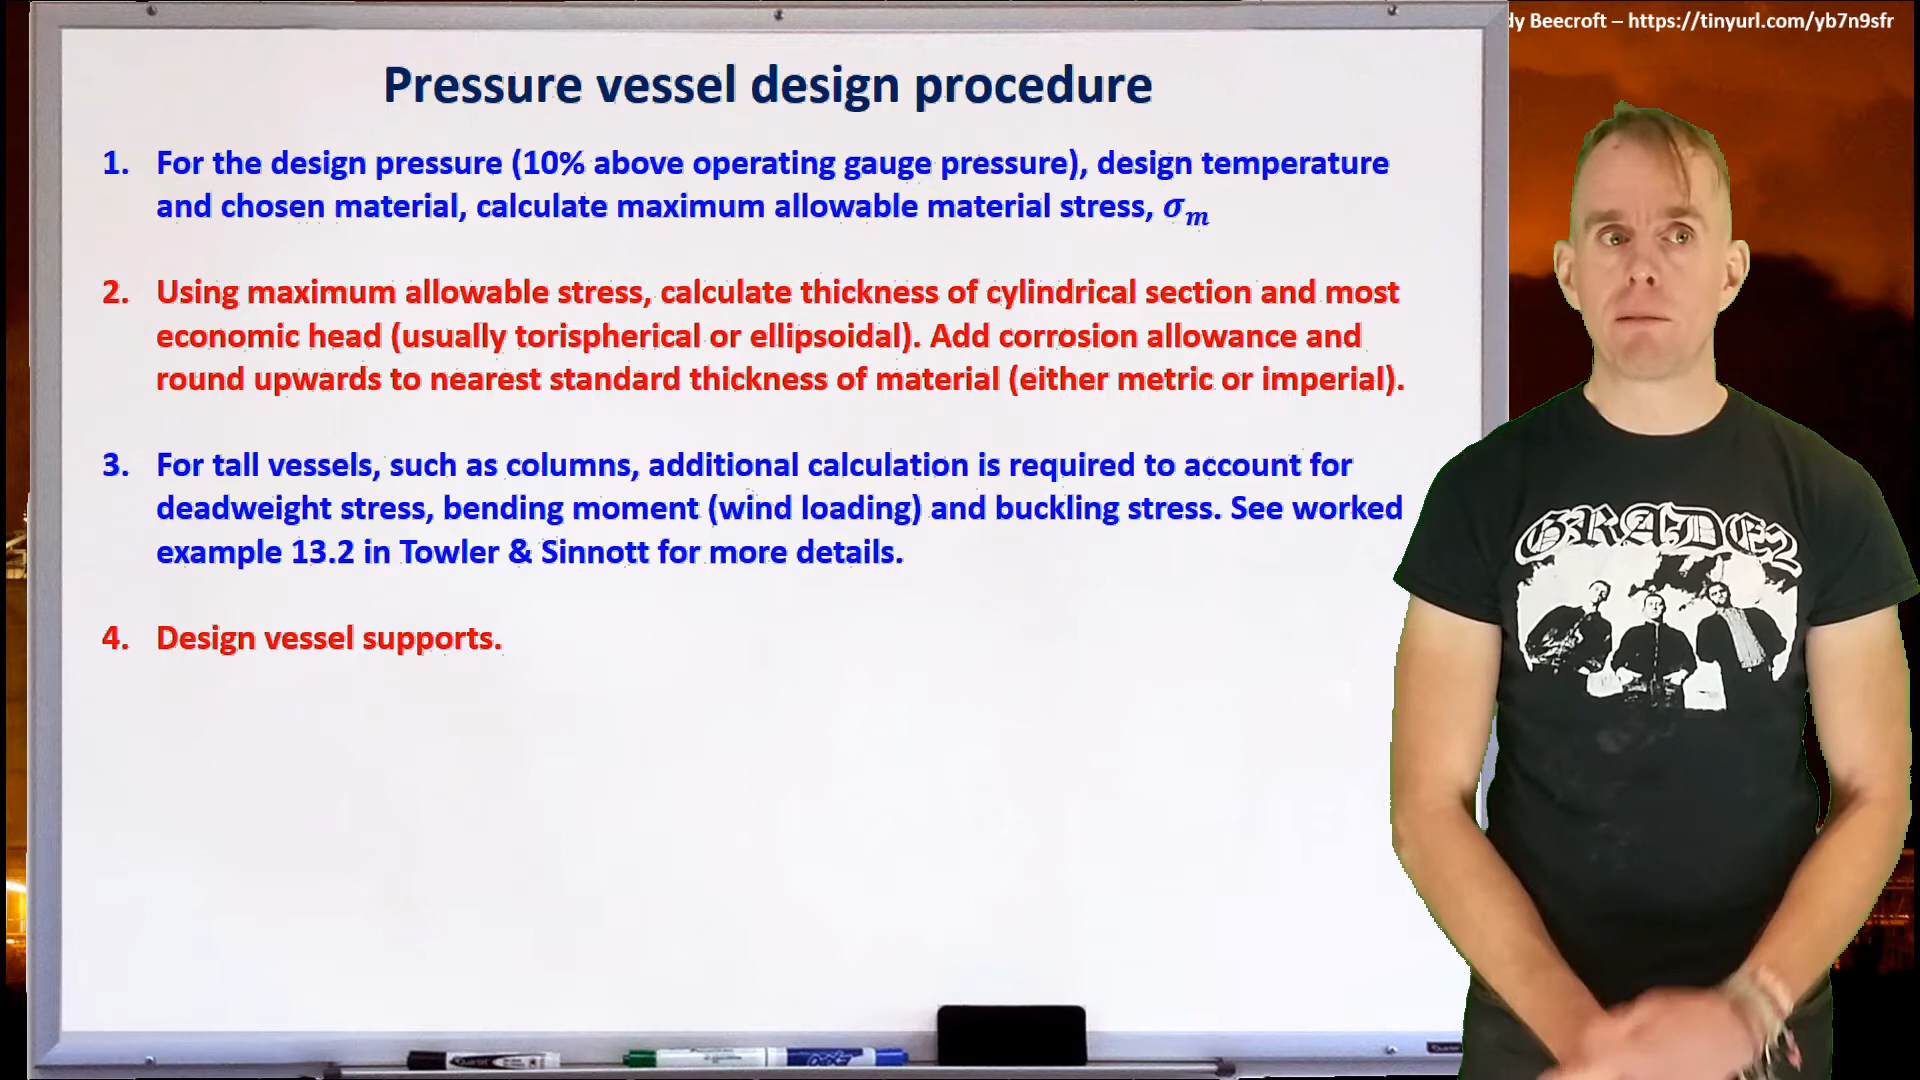 dy Beecroft – https://tinyurl.com/yb7n9sfr
Pressure vessel design procedure
1. For the design pressure (10% above operating gauge pressure), design temperature
and chosen material, calculate maximum allowable material stress, σₘ
2. Using maximum allowable stress, calculate thickness of cylindrical section and most
economic head (usually torispherical or ellipsoidal). Add corrosion allowance and
round upwards to nearest standard thickness of material (either metric or imperial).
3. For tall vessels, such as columns, additional calculation is required to account for
deadweight stress, bending moment (wind loading) and buckling stress. See worked
example 13.2 in Towler & Sinnott for more details.
4. Design vessel supports.
GRADE 2